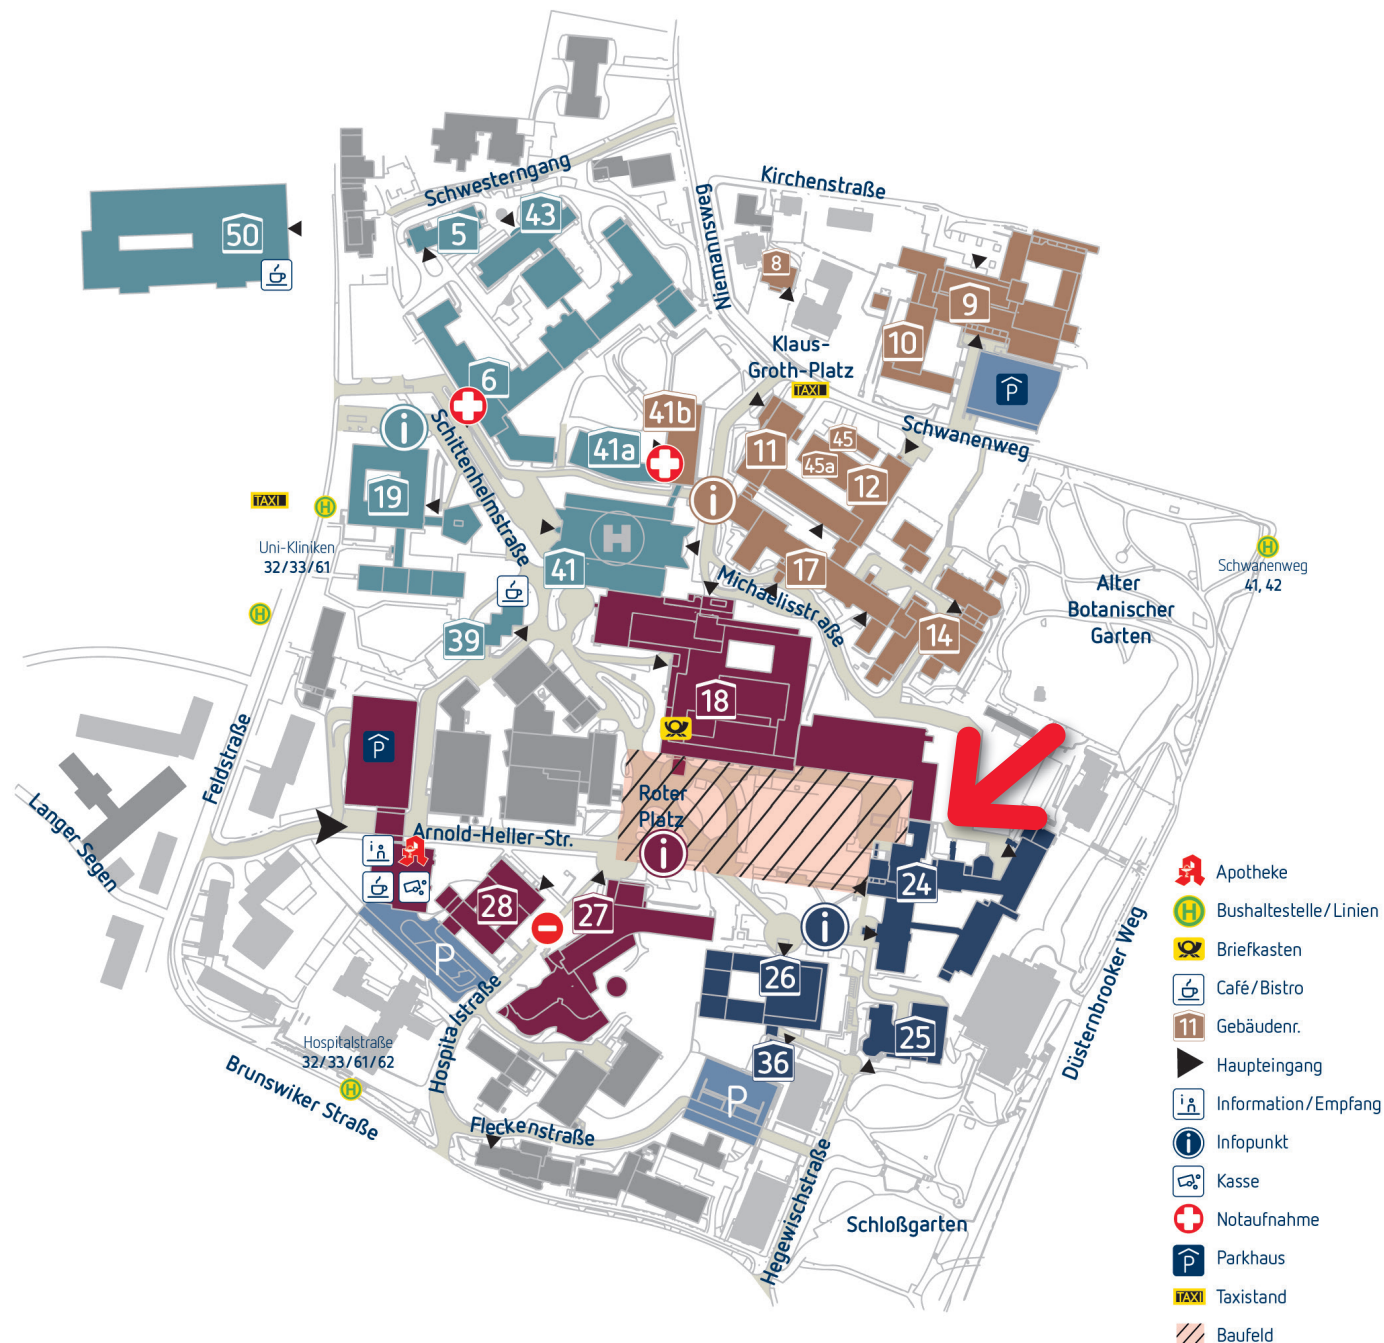 Schwesterngang
Kirchenstraße
Niemannsweg
50
5
43
8
9
10
Klaus-
Groth-Platz
TAXI
P
6
41b
41a
11
45
45a
12
Schwanenweg
i
19
Schittenhelmstraße
i
TAXI
H
H
Uni-Kliniken
32/33/61
41
17
Michaelisstraße
H
Schwanenweg
41, 42
Alter
Botanischer
Garten
H
39
14
18
P
Feldstraße
Langer Segen
Roter
Platz
Arnold-Heller-Str.
i
i
24
28
27
i
P
26
25
Düsternbrooker Weg
Hospitalstraße
Hospitalstraße
32/33/61/62
H
36
P
Brunswiker Straße
Fleckenstraße
Hegewischstraße
Schloßgarten
Apotheke
H Bushaltestelle/Linien
Briefkasten
Café/Bistro
11 Gebäudenr.
Haupteingang
i Information/Empfang
i Infopunkt
Kasse
Notaufnahme
P Parkhaus
TAXI Taxistand
Baufeld